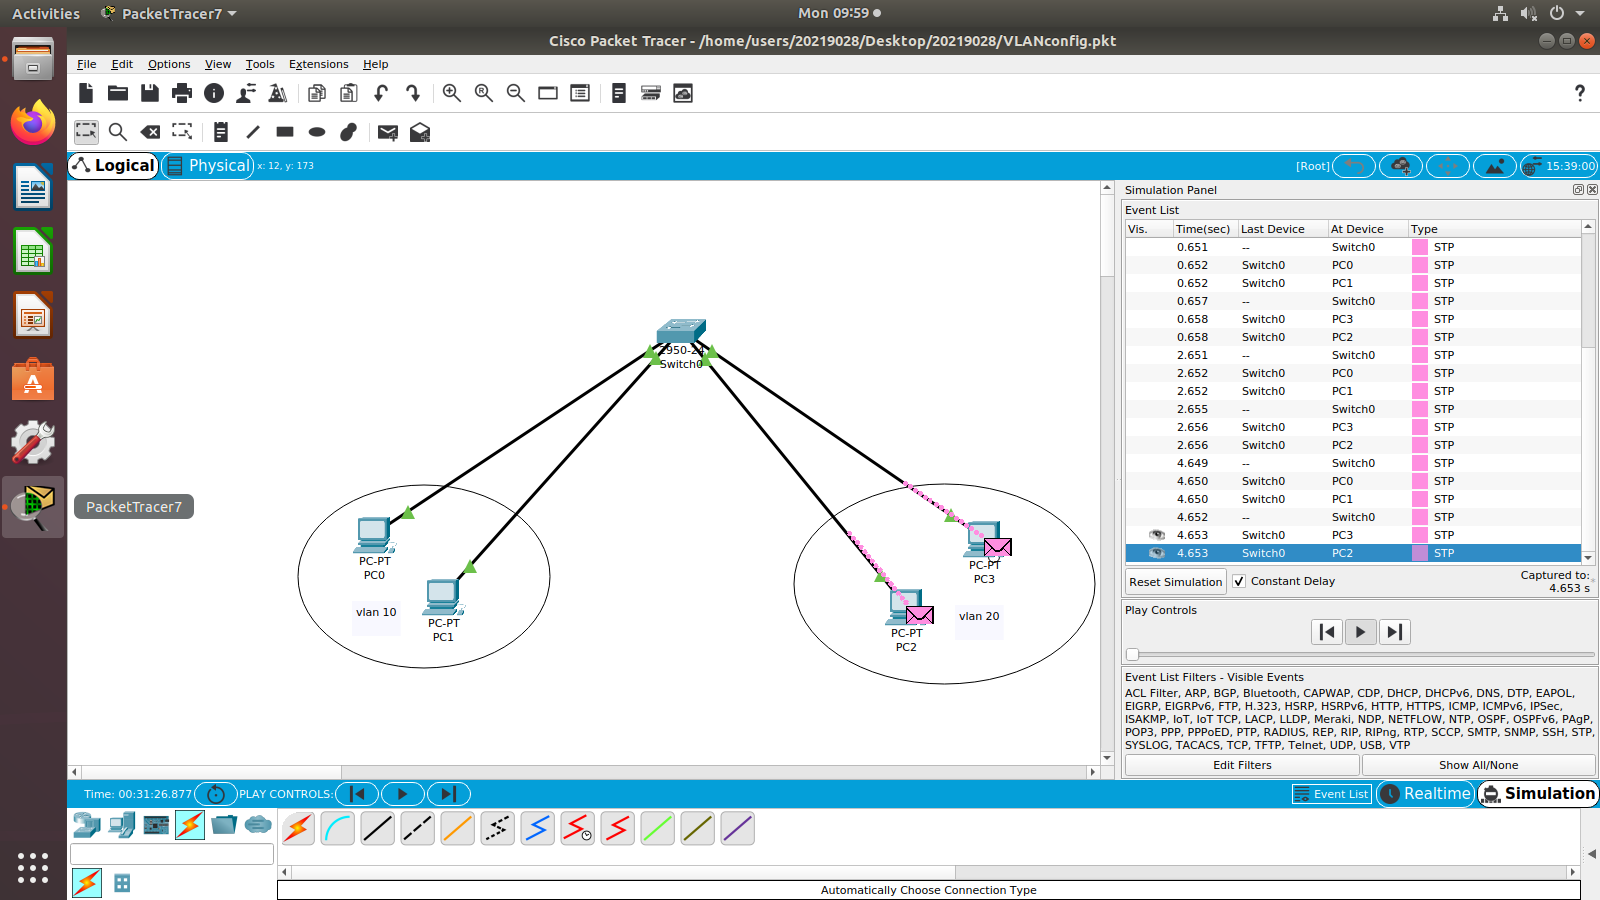 Activities PacketTracer7 Mon 09:59
Cisco Packet Tracer - /home/users/20219028/Desktop/20219028/VLANconfig.pkt
File Edit Options View Tools Extensions Help
?
Logical Physical x: 12, y: 173 [Root] 15:39:00
Simulation Panel
Event List
Vis. Time(sec) Last Device At Device Type
0.651 -- Switch0 STP
0.652 Switch0 PC0 STP
0.652 Switch0 PC1 STP
0.657 -- Switch0 STP
0.658 Switch0 PC3 STP
0.658 Switch0 PC2 STP
2.651 -- Switch0 STP
2.652 Switch0 PC0 STP
2.652 Switch0 PC1 STP
2.655 -- Switch0 STP
2.656 Switch0 PC3 STP
2.656 Switch0 PC2 STP
4.649 -- Switch0 STP
4.650 Switch0 PC0 STP
4.650 Switch0 PC1 STP
4.652 -- Switch0 STP
4.653 Switch0 PC3 STP
4.653 Switch0 PC2 STP
Reset Simulation Constant Delay Captured to:
4.653 s
Play Controls
Event List Filters - Visible Events
ACL Filter, ARP, BGP, Bluetooth, CAPWAP, CDP, DHCP, DHCPv6, DNS, DTP, EAPOL,
EIGRP, EIGRPv6, FTP, H.323, HSRP, HSRPv6, HTTP, HTTPS, ICMP, ICMPv6, IPSec,
ISAKMP, IoT, IoT TCP, LACP, LLDP, Meraki, NDP, NETFLOW, NTP, OSPF, OSPFv6, PAgP,
POP3, PPP, PPPoED, PTP, RADIUS, REP, RIP, RIPng, RTP, SCCP, SMTP, SNMP, SSH, STP,
SYSLOG, TACACS, TCP, TFTP, Telnet, UDP, USB, VTP
Edit Filters Show All/None
2950-24
Switch0
PacketTracer7
PC-PT
PC0
vlan 10
PC-PT
PC1
PC-PT
PC3
vlan 20
PC-PT
PC2
Time: 00:31:26.877 PLAY CONTROLS: Event List Realtime Simulation
Automatically Choose Connection Type